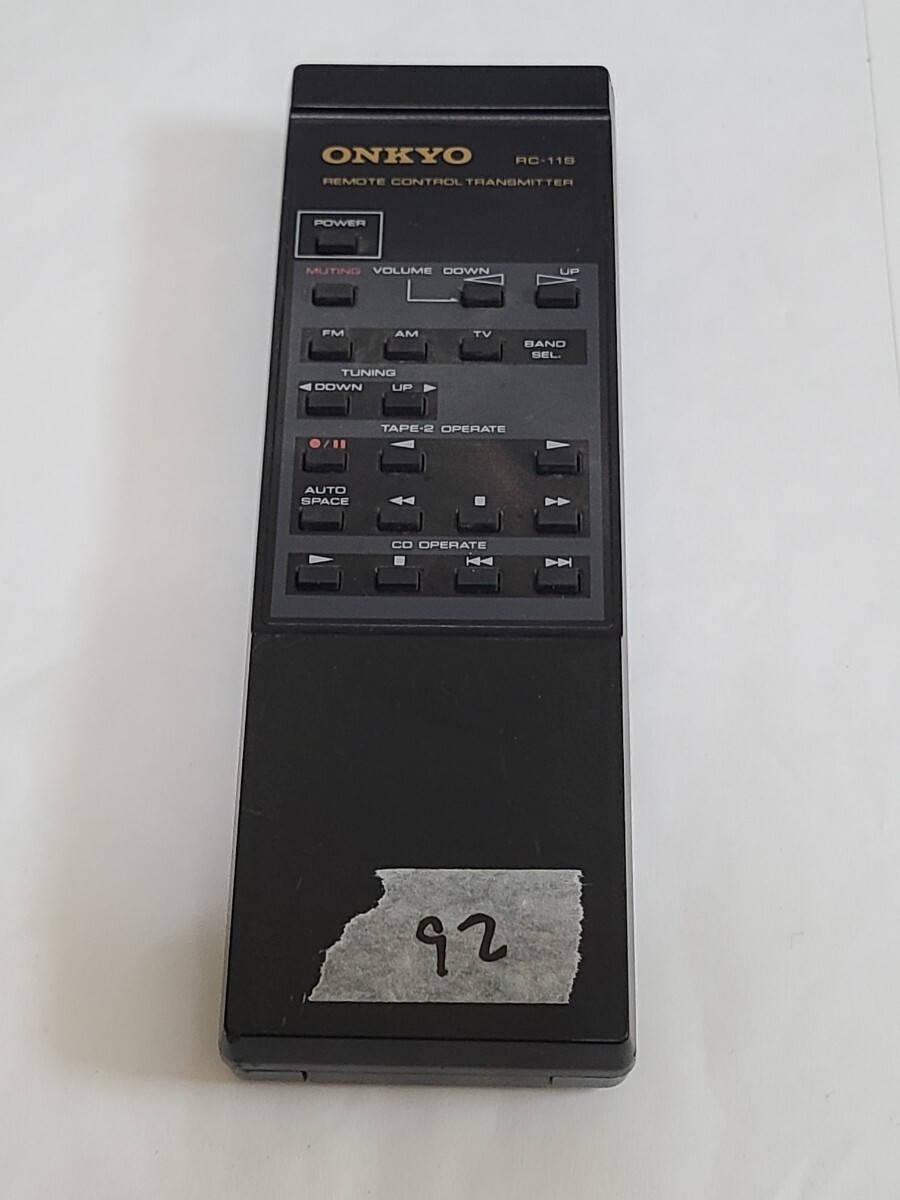 ONKYO RC-11S
REMOTE CONTROL TRANSMITTER
POWER
MUTING VOLUME DOWN UP
FM AM TV BAND
SEL.
TUNING
DOWN UP
TAPE-2 OPERATE
AUTO
SPACE
CD OPERATE
92